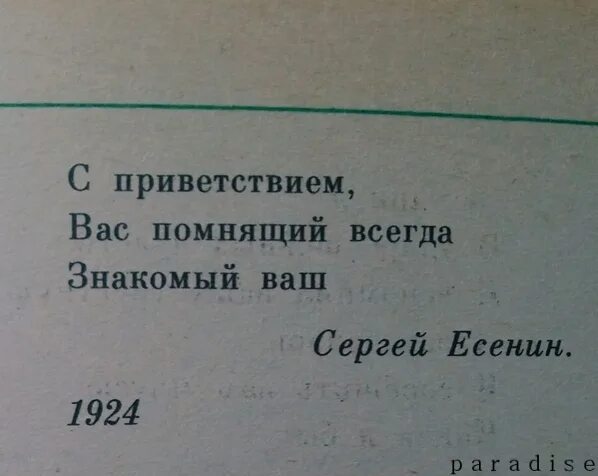 С приветствием,
Вас помнящий всегда
Знакомый ваш
Сергей Есенин.
1924
paradise